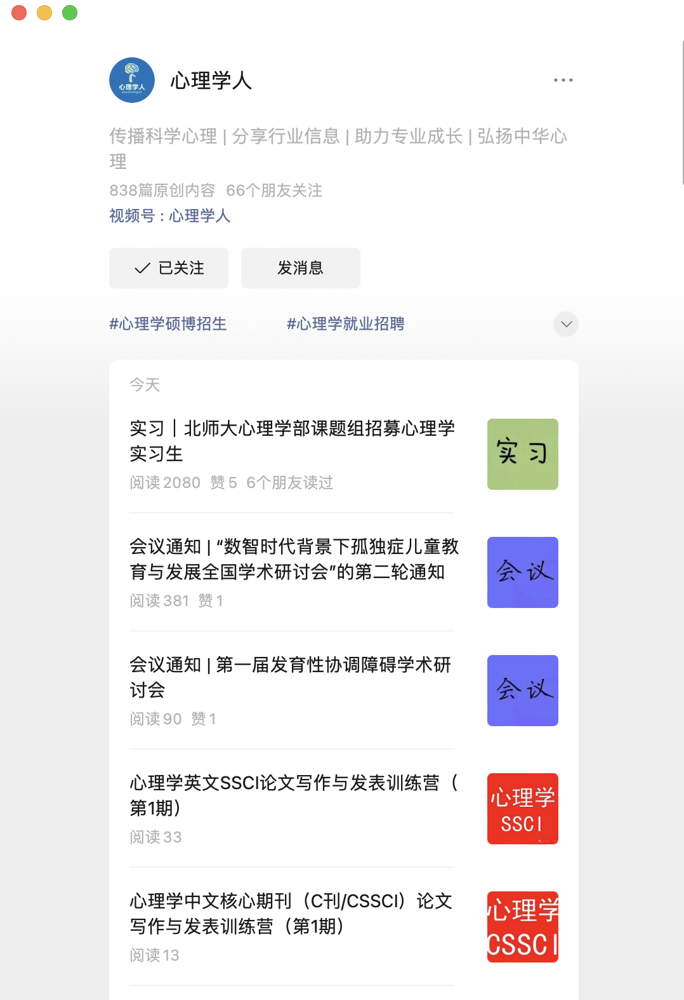 心理学人
psychologist
心理学人
传播科学心理 | 分享行业信息 | 助力专业成长 | 弘扬中华心
理
838篇原创内容 66个朋友关注
视频号 : 心理学人
已关注
发消息
#心理学硕博招生
#心理学就业招聘
今天
实习｜北师大心理学部课题组招募心理学
实习生
阅读 2080 赞 5 6个朋友读过
实习
会议通知 | “数智时代背景下孤独症儿童教
育与发展全国学术研讨会”的第二轮通知
阅读 381 赞 1
会议
会议通知 | 第一届发育性协调障碍学术研
讨会
阅读 90 赞 1
会议
心理学英文SSCI论文写作与发表训练营（
第1期）
阅读 33
心理学
SSCI
心理学中文核心期刊（C刊/CSSCI）论文
写作与发表训练营（第1期）
阅读 13
心理学
CSSCI